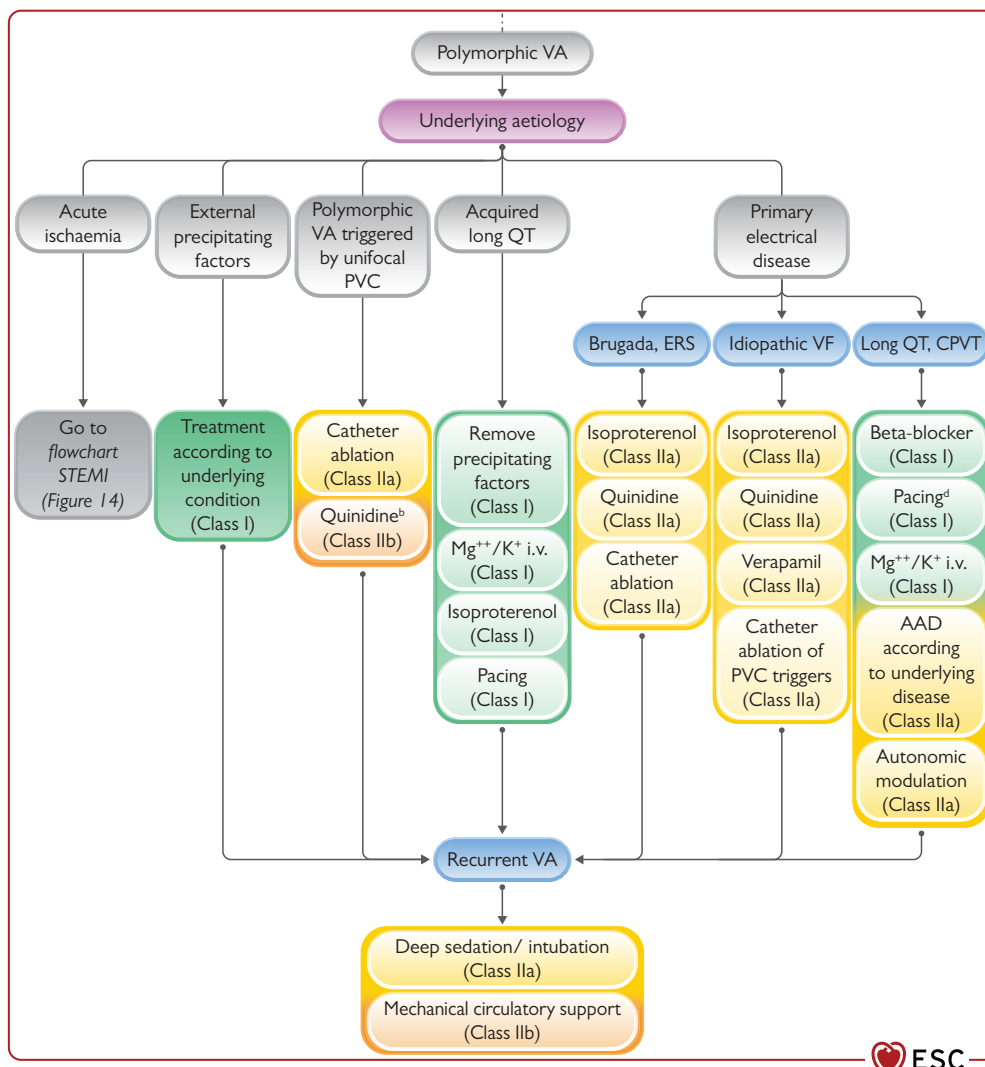 Polymorphic VA
Underlying aetiology
Acute
ischaemia
External
precipitating
factors
Polymorphic
VA triggered
by unifocal
PVC
Acquired
long QT
Primary
electrical
disease
Brugada, ERS
Idiopathic VF
Long QT, CPVT
Go to
flowchart
STEMI
(Figure 14)
Treatment
according to
underlying
condition
(Class I)
Catheter
ablation
(Class IIa)
Quinidineᵇ
(Class IIb)
Remove
precipitating
factors
(Class I)
Mg⁺⁺/K⁺ i.v.
(Class I)
Isoproterenol
(Class I)
Pacing
(Class I)
Isoproterenol
(Class IIa)
Quinidine
(Class IIa)
Catheter
ablation
(Class IIa)
Isoproterenol
(Class IIa)
Quinidine
(Class IIa)
Verapamil
(Class IIa)
Catheter
ablation of
PVC triggers
(Class IIa)
Beta-blocker
(Class I)
Pacingᵈ
(Class I)
Mg⁺⁺/K⁺ i.v.
(Class I)
AAD
according
to underlying
disease
(Class IIa)
Autonomic
modulation
(Class IIa)
Recurrent VA
Deep sedation/ intubation
(Class IIa)
Mechanical circulatory support
(Class IIb)
ESC